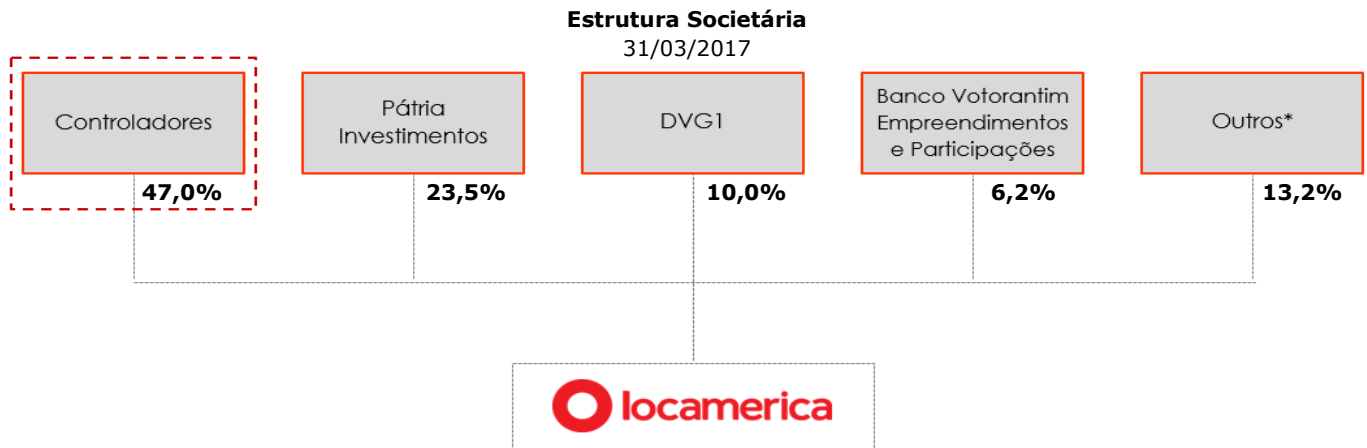 Estrutura Societária
31/03/2017
Controladores
47,0%
Pátria
Investimentos
23,5%
DVG1
10,0%
Banco Votorantim
Empreendimentos
e Participações
6,2%
Outros*
13,2%
locamerica